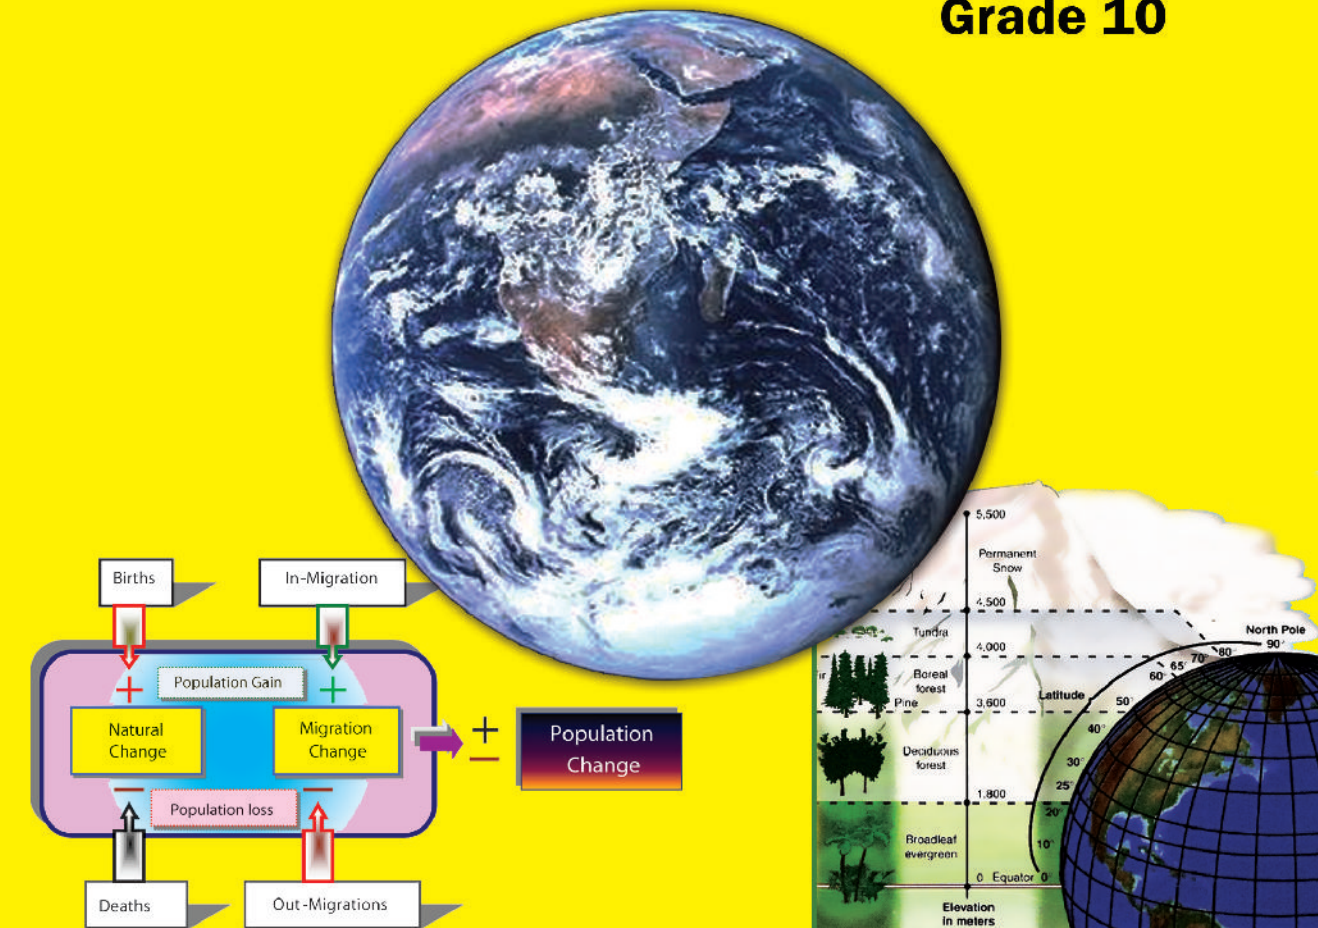 Grade 10
Births
In-Migration
Population Gain
+
+
Natural
Change
Migration
Change
+
−
Population
Change
−
−
Population loss
Deaths
Out-Migrations
5,500
Permanent
Snow
4,500
Tundra
4,000
Boreal
forest
Pine
3,600
Deciduous
forest
1,800
Broadleaf
evergreen
0 Equator 0°
Elevation
in meters
North Pole
90°
80°
70°
65°
60°
Latitude
50°
40°
30°
25°
20°
10°